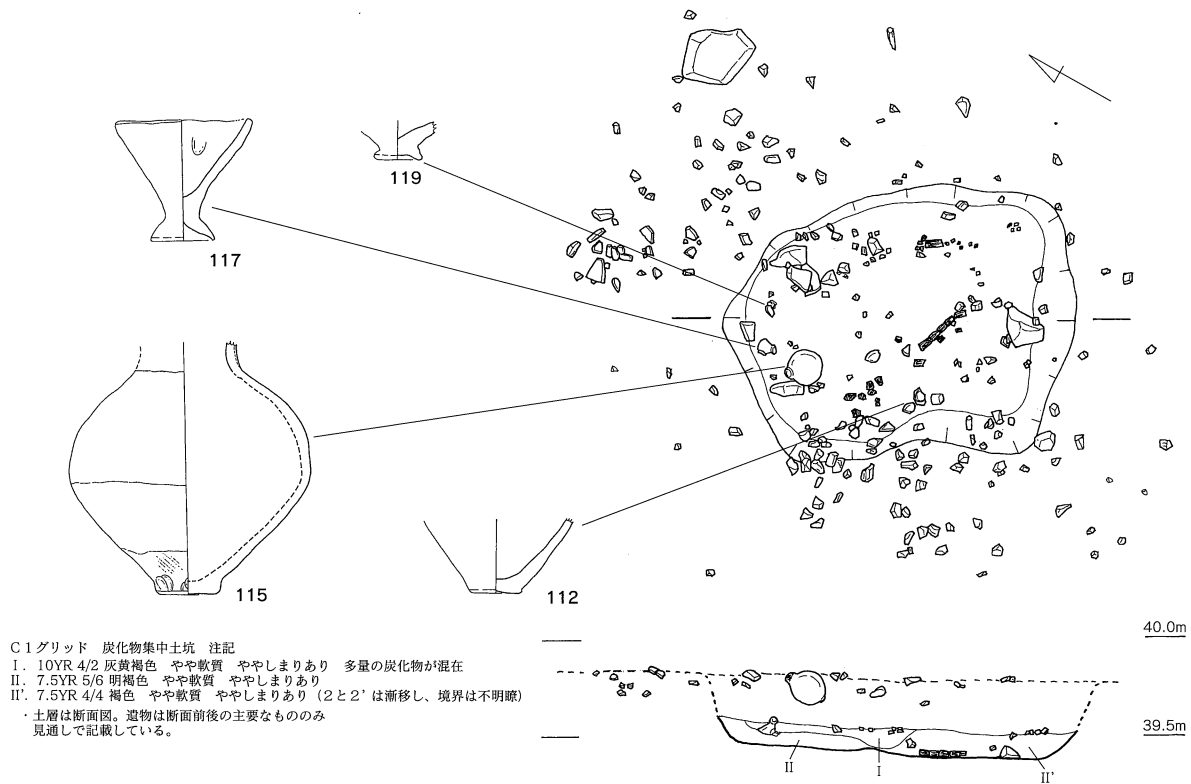 119
117
115
112
C1グリッド 炭化物集中土坑 注記
I. 10YR 4/2 灰黄褐色 やや軟質 ややしまりあり 多量の炭化物が混在
II. 7.5YR 5/6 明褐色 やや軟質 ややしまりあり
II'. 7.5YR 4/4 褐色 やや軟質 ややしまりあり（2と2'は漸移し、境界は不明瞭）
・土層は断面図。遺物は断面前後の主要なもののみ
見通しで記載している。
40.0m
39.5m
II
I
II'